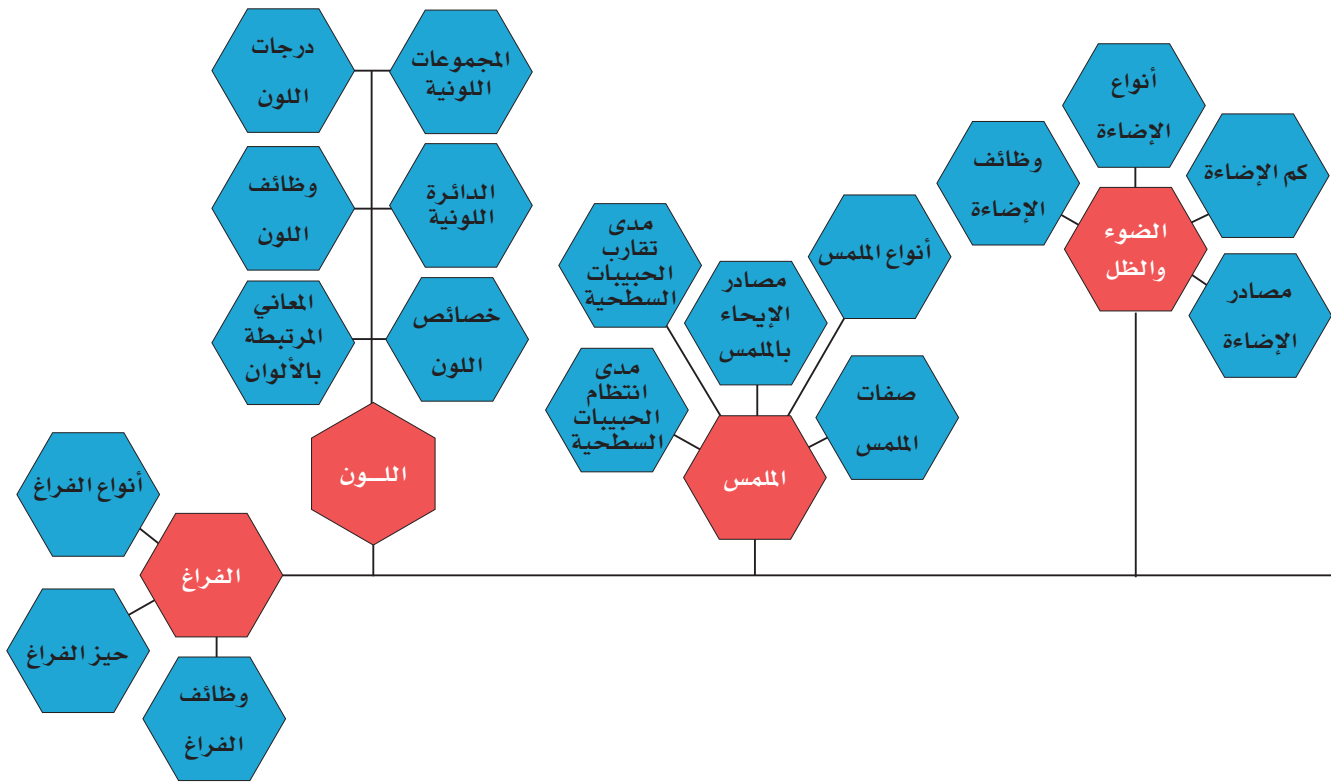 أنواع
الإضاءة
كم الإضاءة
وظائف
الإضاءة
الضوء
والظل
مصادر
الإضاءة
أنواع الملمس
مصادر
الإيحاء
بالملمس
مدى
تقارب
الحبيبات
السطحية
صفات
الملمس
مدى
انتظام
الحبيبات
السطحية
الملمس
المجموعات
اللونية
درجات
اللون
الدائرة
اللونية
وظائف
اللون
خصائص
اللون
المعاني
المرتبطة
بالألوان
اللــون
أنواع الفراغ
الفراغ
حيز الفراغ
وظائف
الفراغ